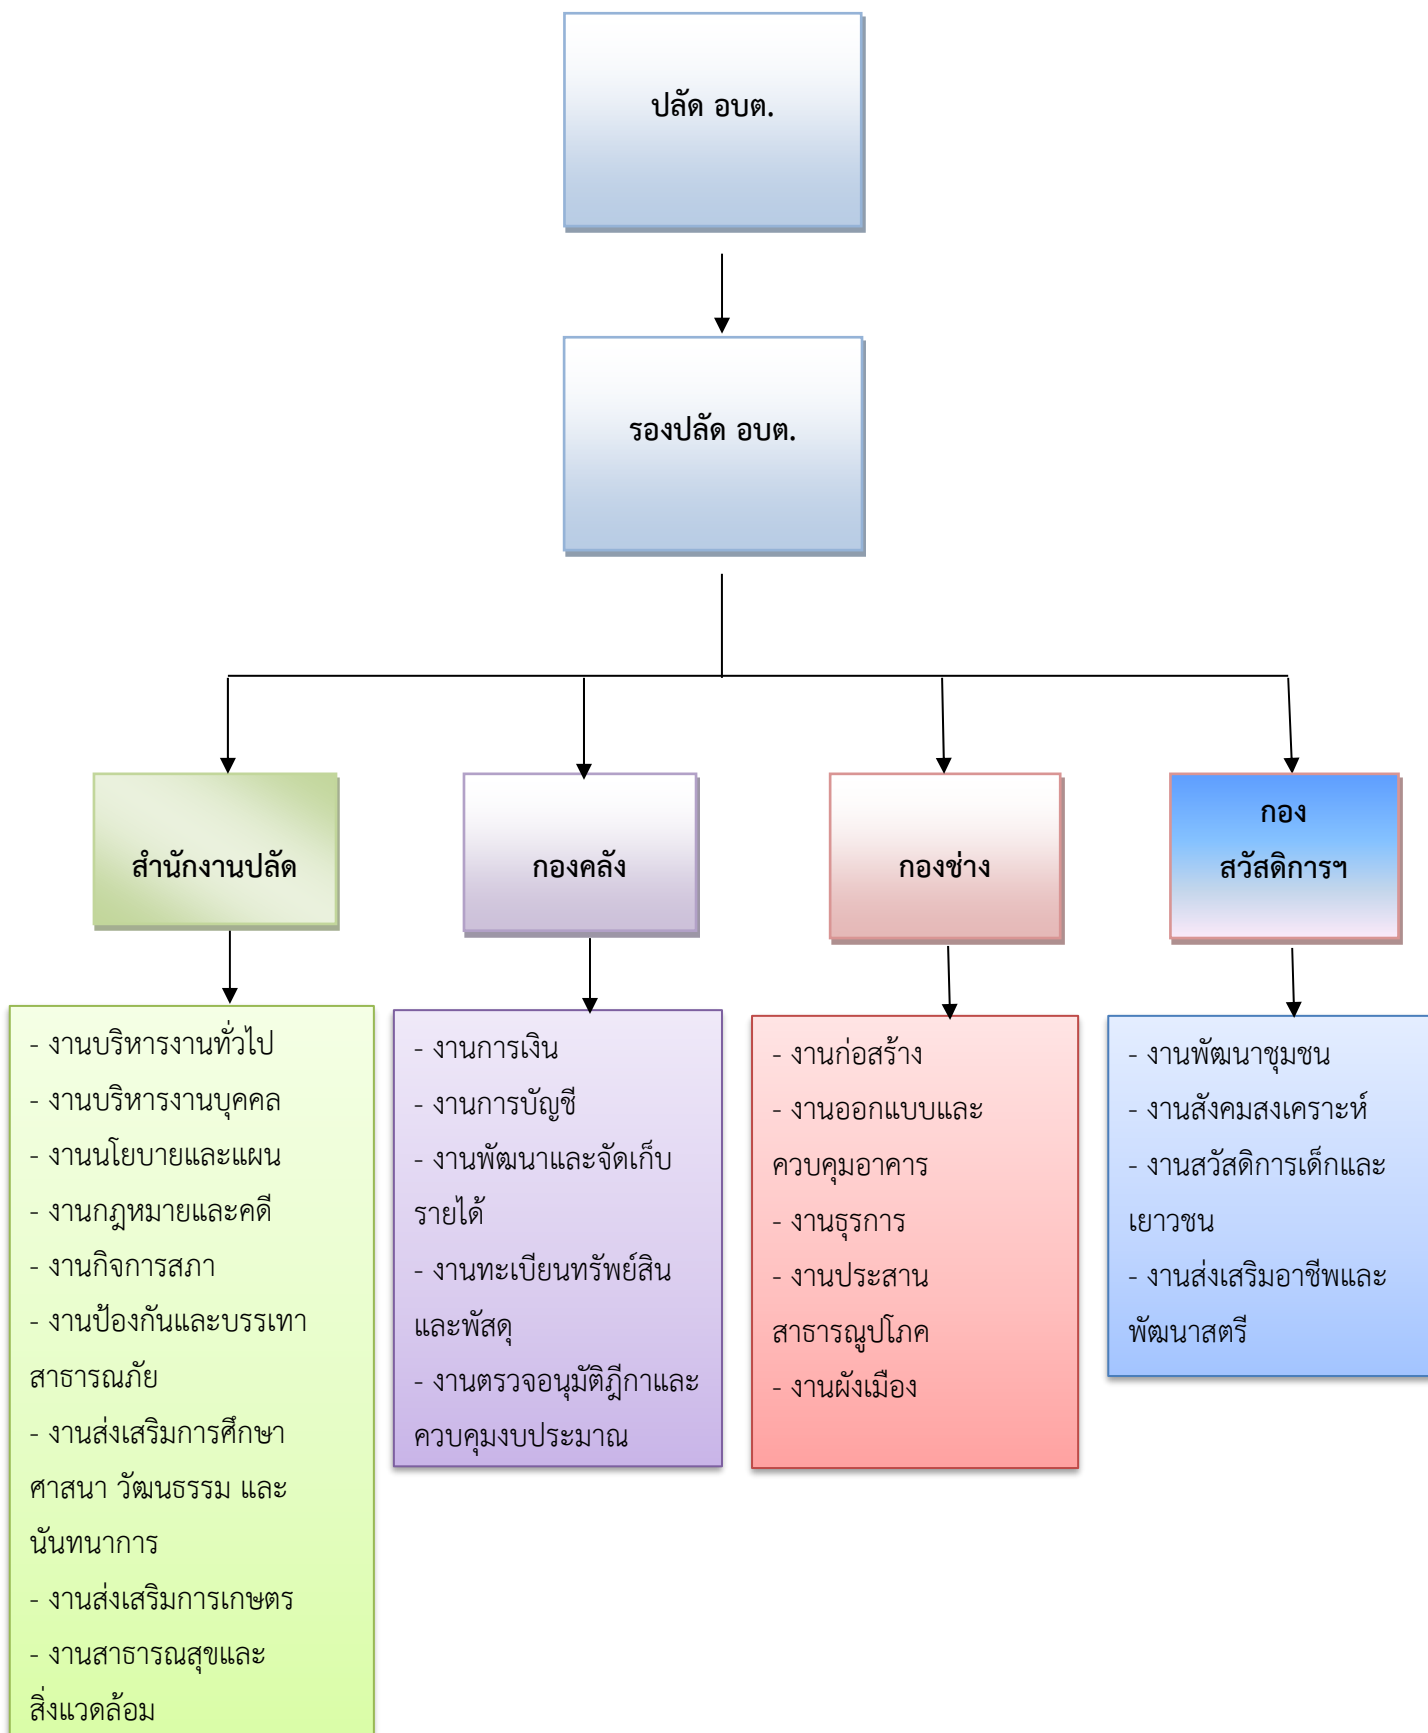 ปลัด อบต.
รองปลัด อบต.
สำนักงานปลัด
กองคลัง
กองช่าง
กอง
สวัสดิการฯ
- งานบริหารงานทั่วไป
- งานบริหารงานบุคคล
- งานนโยบายและแผน
- งานกฎหมายและคดี
- งานกิจการสภา
- งานป้องกันและบรรเทา
สาธารณภัย
- งานส่งเสริมการศึกษา
ศาสนา วัฒนธรรม และ
นันทนาการ
- งานส่งเสริมการเกษตร
- งานสาธารณสุขและ
สิ่งแวดล้อม
- งานการเงิน
- งานการบัญชี
- งานพัฒนาและจัดเก็บ
รายได้
- งานทะเบียนทรัพย์สิน
และพัสดุ
- งานตรวจอนุมัติฎีกาและ
ควบคุมงบประมาณ
- งานก่อสร้าง
- งานออกแบบและ
ควบคุมอาคาร
- งานธุรการ
- งานประสาน
สาธารณูปโภค
- งานผังเมือง
- งานพัฒนาชุมชน
- งานสังคมสงเคราะห์
- งานสวัสดิการเด็กและ
เยาวชน
- งานส่งเสริมอาชีพและ
พัฒนาสตรี